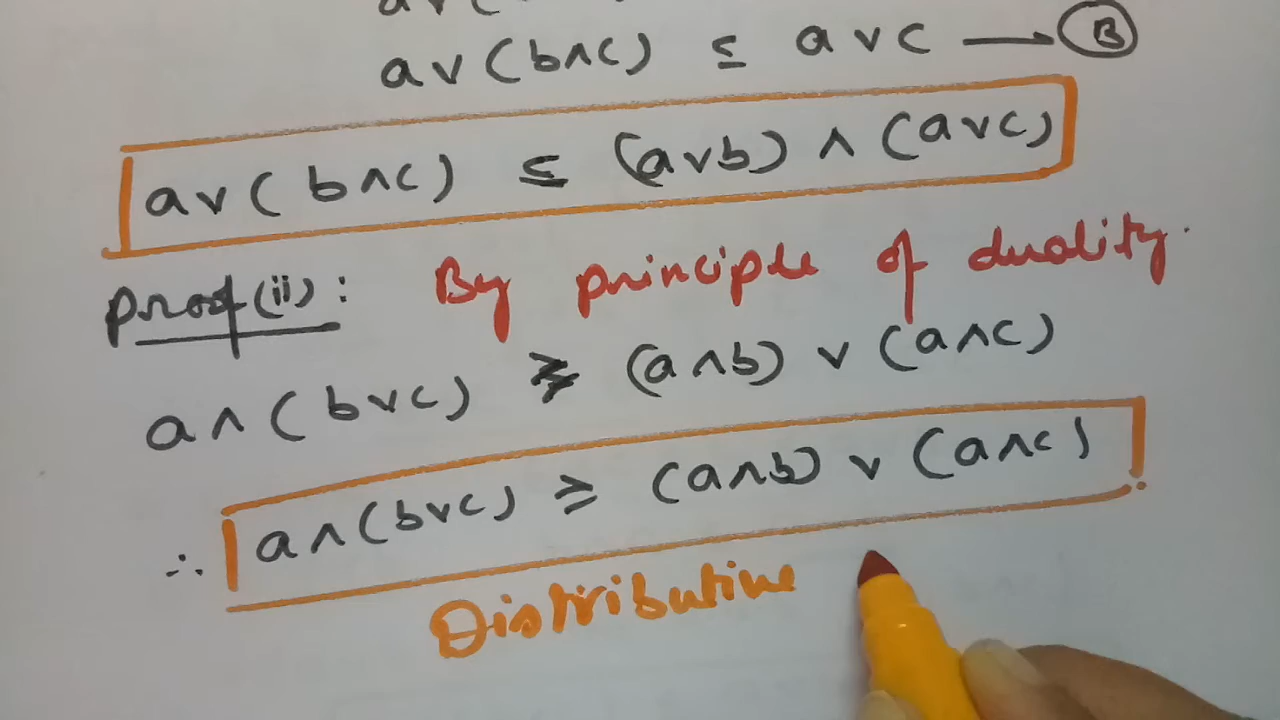 a∨(b∧c) ≤ a∨c → Ⓑ
a∨(b∧c) ≤ (a∨b) ∧ (a∨c)
Proof(ii): By principle of duality.
a∧(b∨c) ≥ (a∧b) ∨ (a∧c)
∴ a∧(b∨c) ≥ (a∧b) ∨ (a∧c)
Distributive